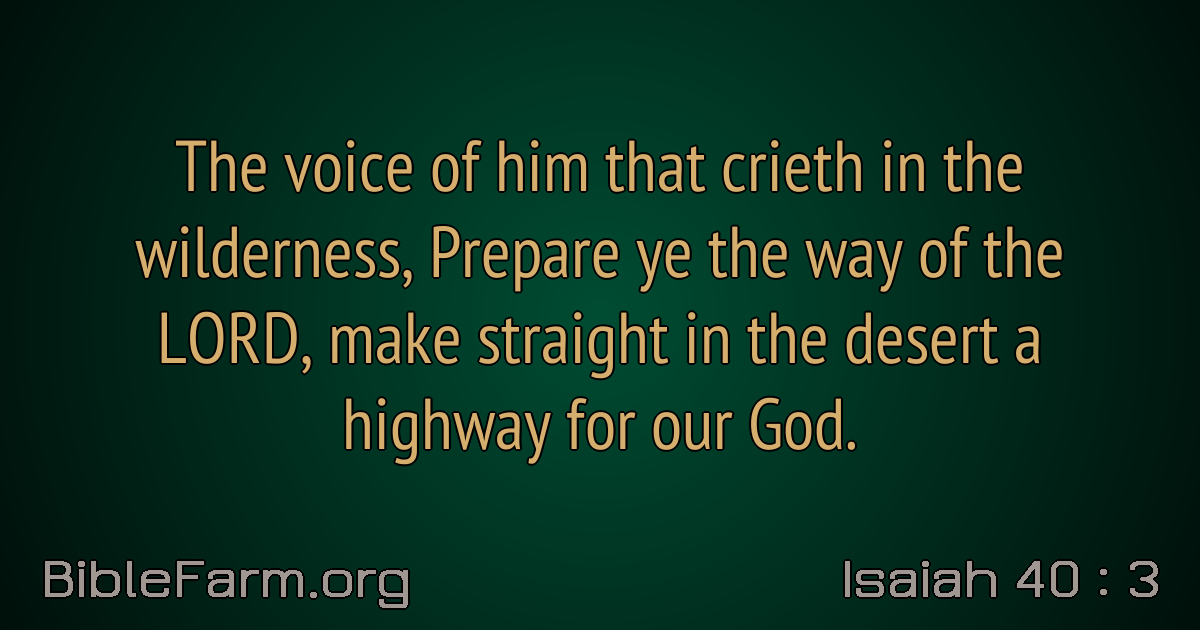 The voice of him that crieth in the
wilderness, Prepare ye the way of the
LORD, make straight in the desert a
highway for our God.
BibleFarm.org
Isaiah 40 : 3